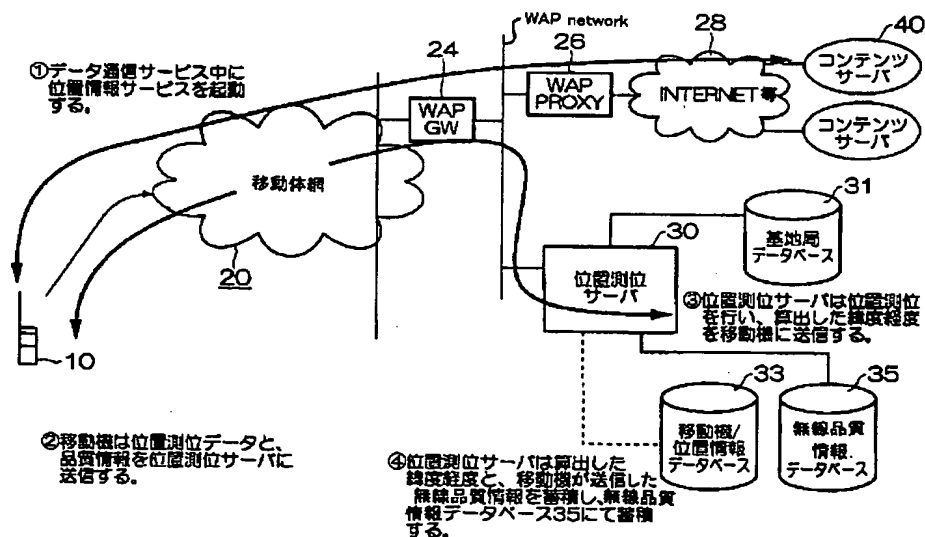 WAP network
28
40
24
26
①データ通信サービス中に
位置情報サービスを起動
する。
WAP
GW
WAP
PROXY
INTERNET等
コンテンツ
サーバ
コンテンツ
サーバ
移動体網
20
10
30
31
位置測位
サーバ
基地局
データベース
③位置測位サーバは位置測位
を行い、算出した緯度経度
を移動機に送信する。
33
35
②移動機は位置測位データと、
品質情報を位置測位サーバに
送信する。
移動機/
位置情報
データベース
無線品質
情報
データベース
④位置測位サーバは算出した
緯度経度と、移動機が送信した
無線品質情報を蓄積し、無線品質
情報データベース35にて蓄積
する。